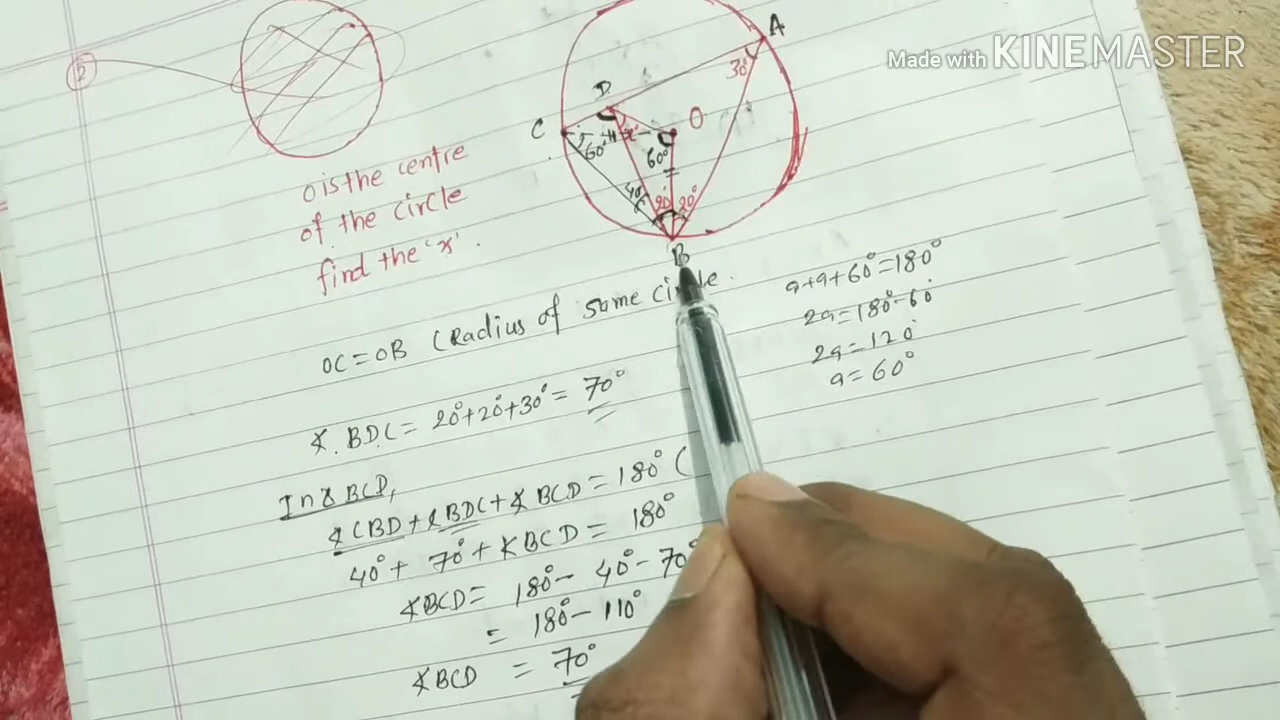 Made with KINEMASTER
2
A
30°
D
O
C
60°
x°
60°
40°
20° 20°
B
O is the centre
of the circle
find the 'x'.
OC = OB (Radius of same circle.
∡ BDC = 20°+20°+30° = 70°
In ∆ BCD,
∡CBD + ∡BDC + ∡BCD = 180° (
40° + 70° + ∡BCD = 180°
∡BCD = 180° - 40° - 70°
= 180° - 110°
∡BCD = 70°
a+a+60° = 180°
2a = 180° - 60°
2a = 120°
a = 60°